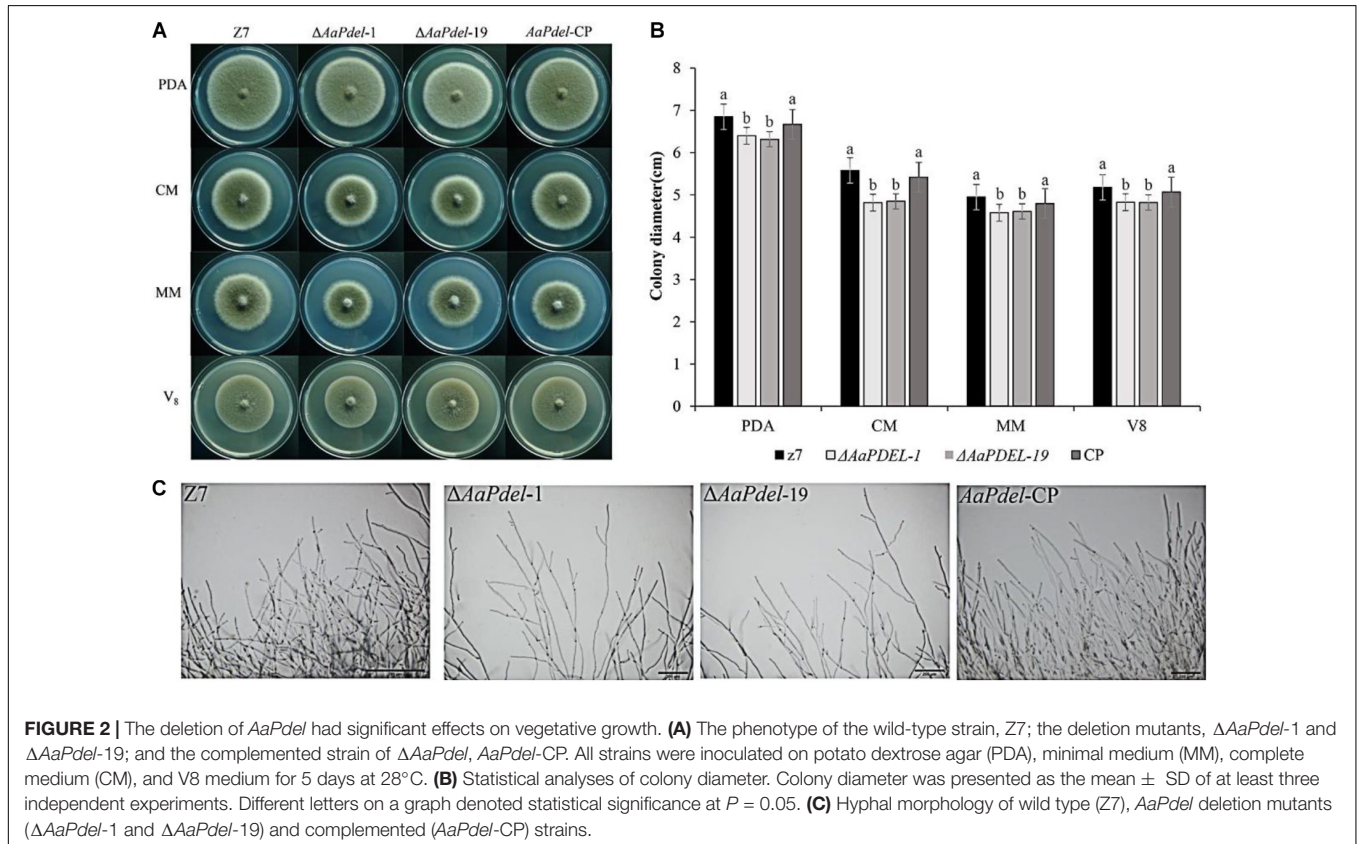 A
Z7 ΔAaPdel-1 ΔAaPdel-19 AaPdel-CP
PDA
CM
MM
V₈
B
Colony diameter(cm)
8
7
6
5
4
3
2
1
0
a b b a
a b b a
a b b a
a b b a
PDA CM MM V8
z7 ΔAaPDEL-1 ΔAaPDEL-19 CP
C
Z7
ΔAaPdel-1
ΔAaPdel-19
AaPdel-CP
FIGURE 2 | The deletion of AaPdel had significant effects on vegetative growth. (A) The phenotype of the wild-type strain, Z7; the deletion mutants, ΔAaPdel-1 and
ΔAaPdel-19; and the complemented strain of ΔAaPdel, AaPdel-CP. All strains were inoculated on potato dextrose agar (PDA), minimal medium (MM), complete
medium (CM), and V8 medium for 5 days at 28°C. (B) Statistical analyses of colony diameter. Colony diameter was presented as the mean ± SD of at least three
independent experiments. Different letters on a graph denoted statistical significance at P = 0.05. (C) Hyphal morphology of wild type (Z7), AaPdel deletion mutants
(ΔAaPdel-1 and ΔAaPdel-19) and complemented (AaPdel-CP) strains.